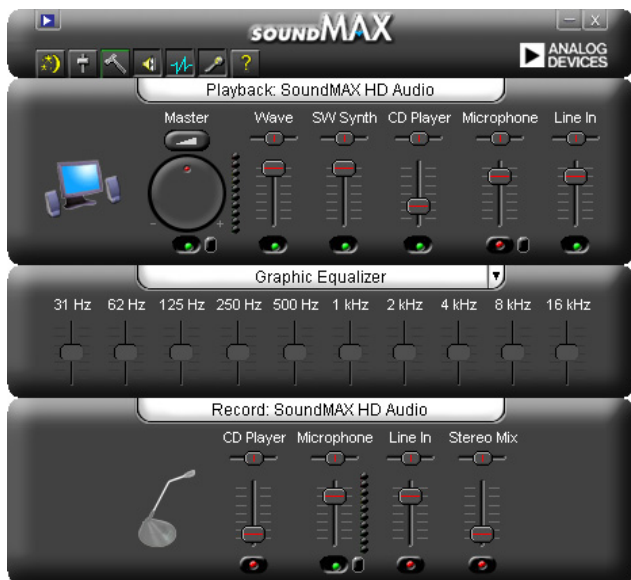 SOUNDMAX
ANALOG
DEVICES
Playback: SoundMAX HD Audio
Master Wave SW Synth CD Player Microphone Line In
- +
Graphic Equalizer
31 Hz 62 Hz 125 Hz 250 Hz 500 Hz 1 kHz 2 kHz 4 kHz 8 kHz 16 kHz
Record: SoundMAX HD Audio
CD Player Microphone Line In Stereo Mix